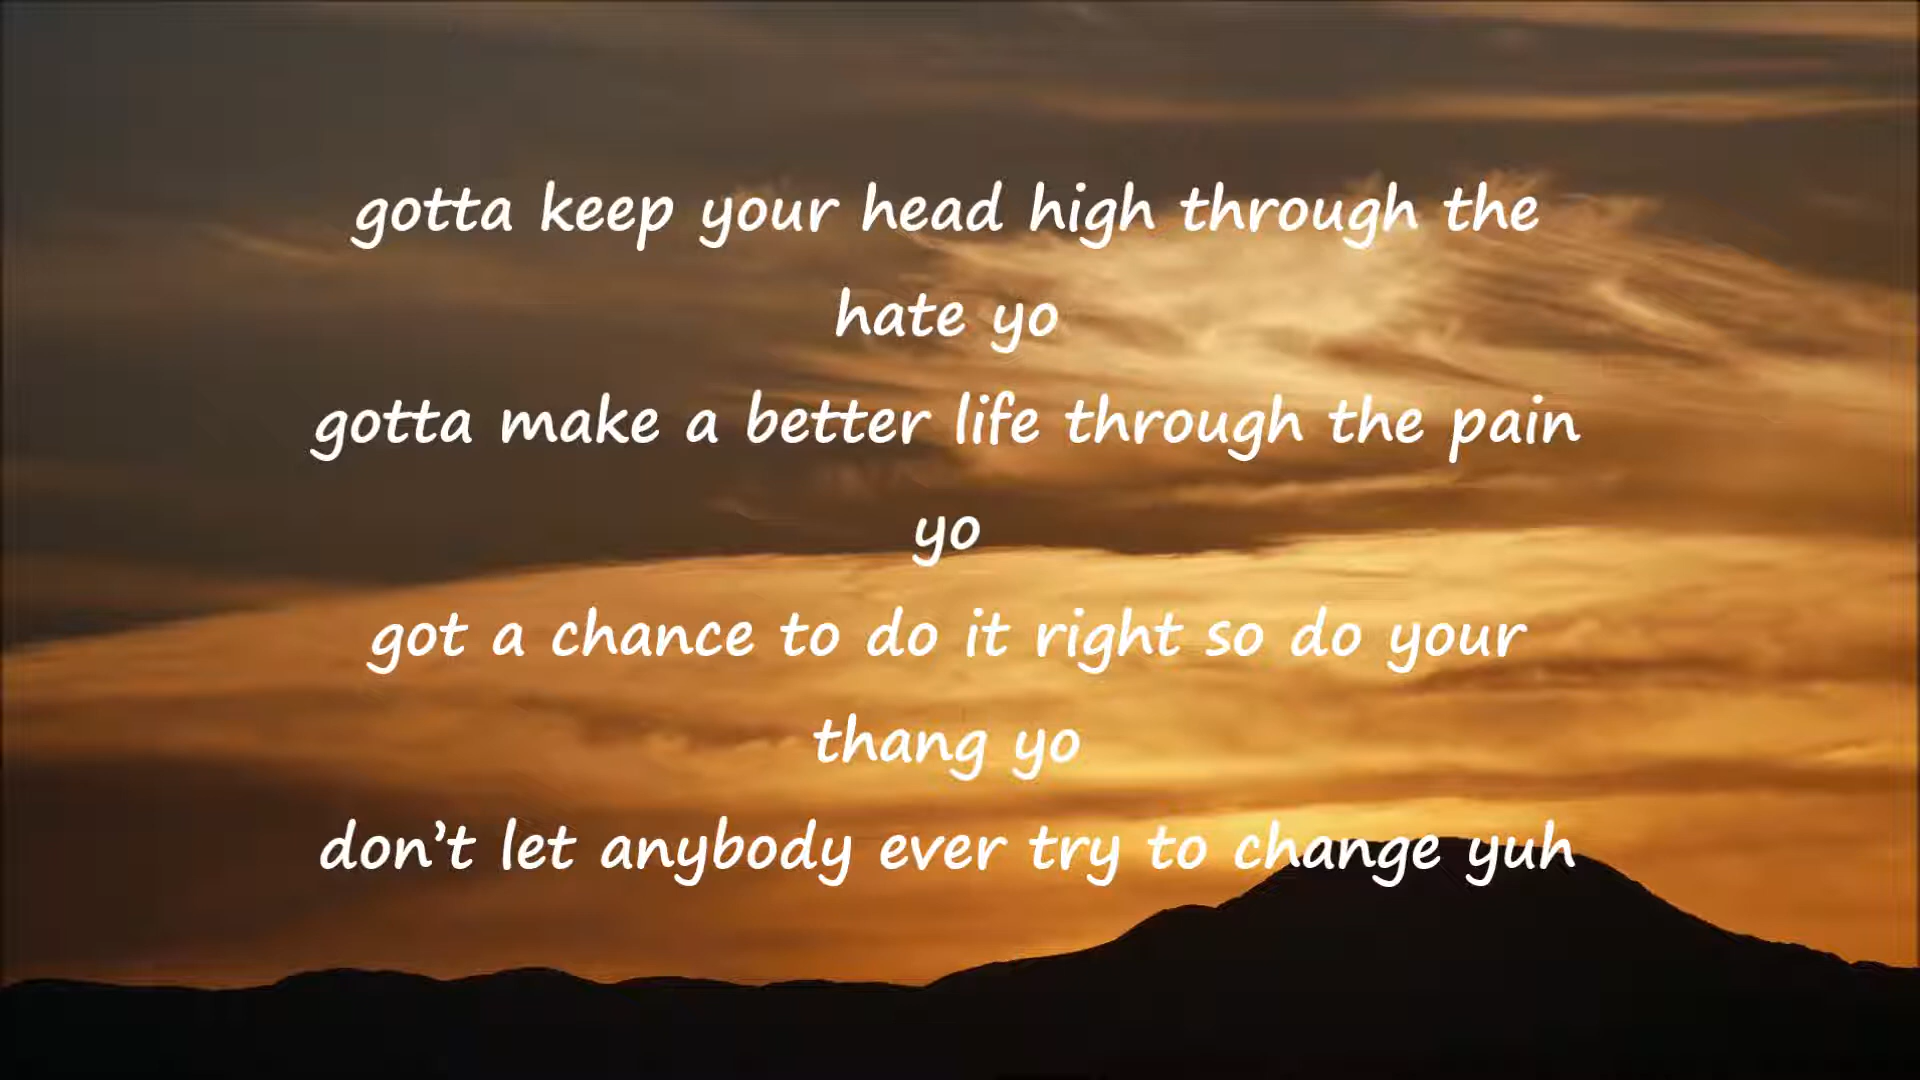 gotta keep your head high through the
hate yo
gotta make a better life through the pain
yo
got a chance to do it right so do your
thang yo
don't let anybody ever try to change yuh